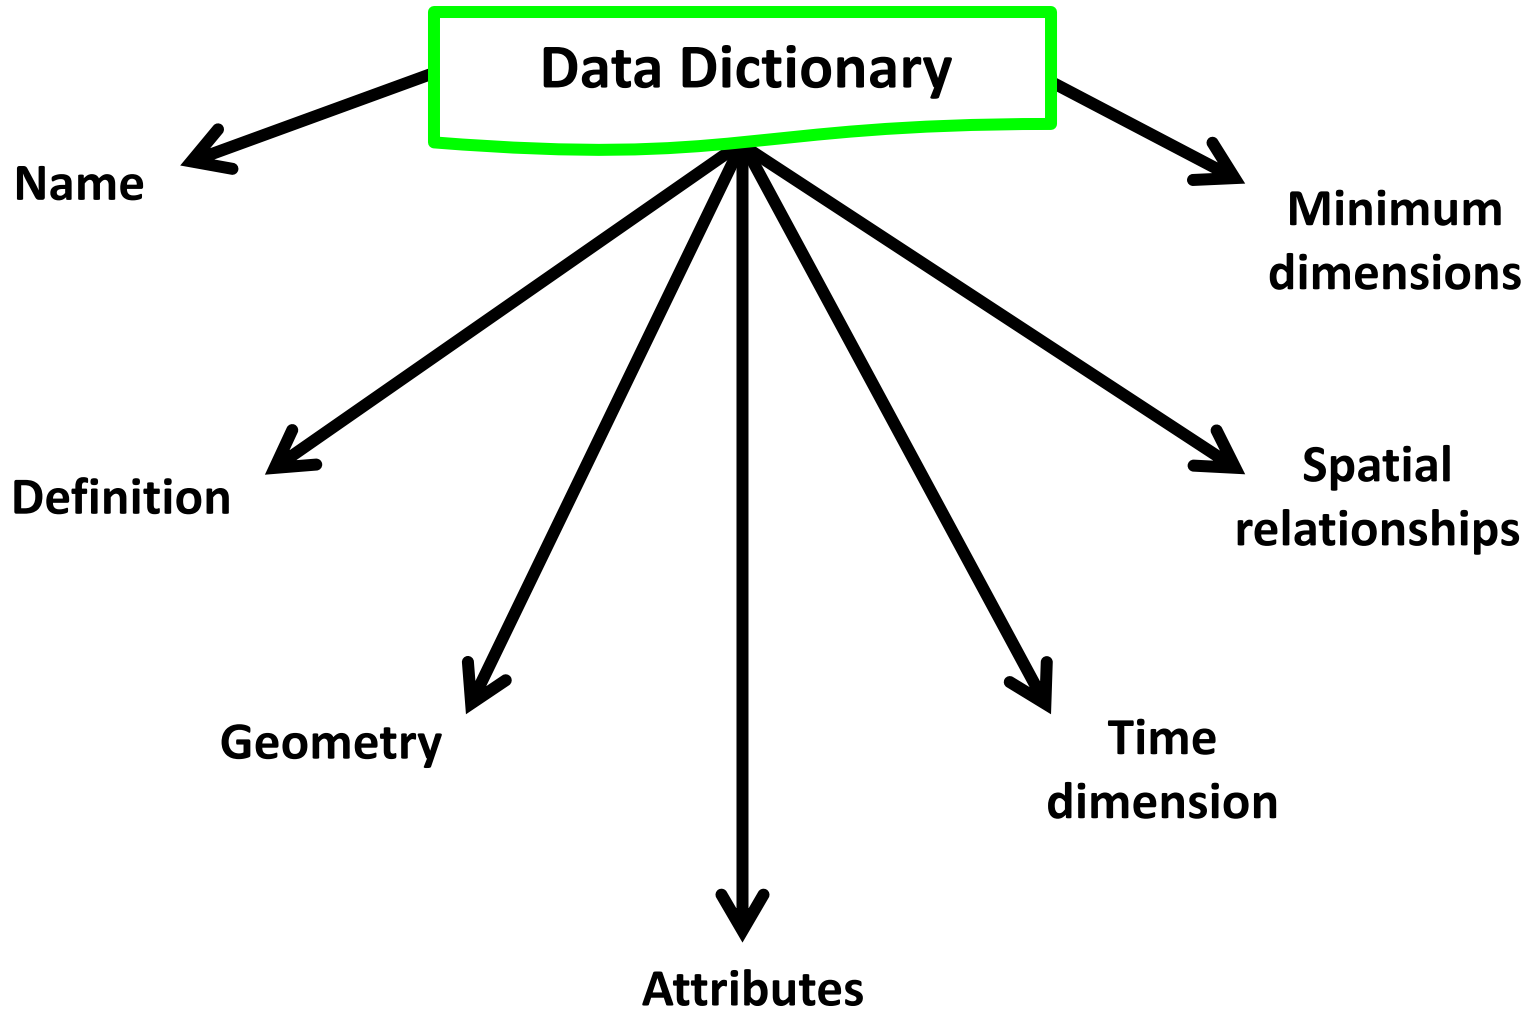 Data Dictionary
Name
Minimum
dimensions
Definition
Spatial
relationships
Geometry
Time
dimension
Attributes